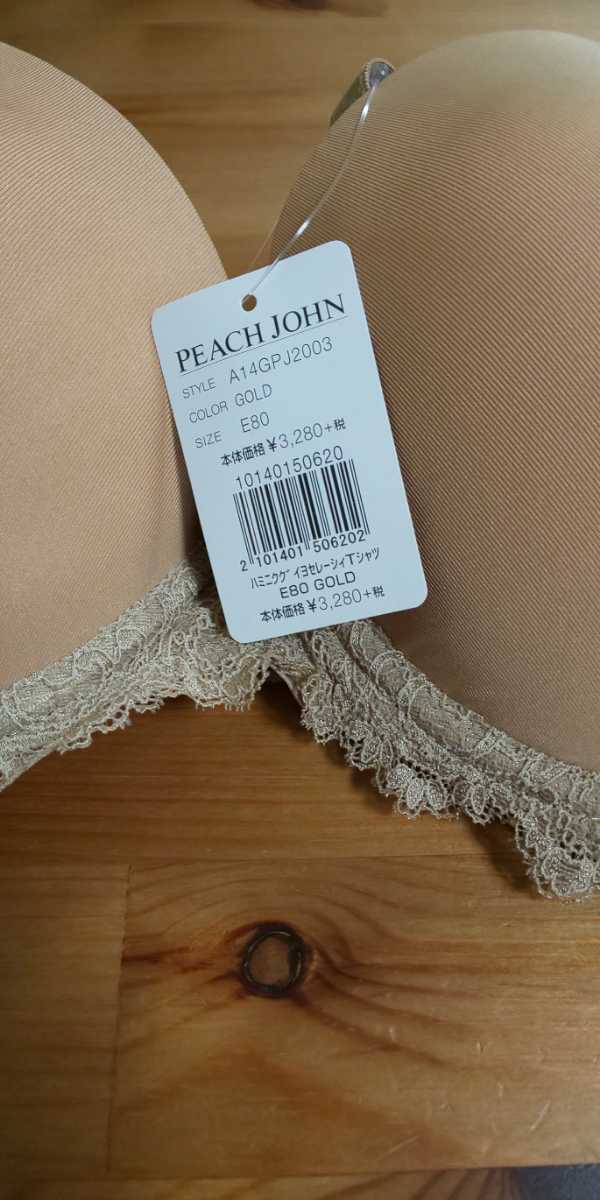 PEACH JOHN
STYLE A14GPJ2003
COLOR GOLD
SIZE E80
本体価格¥3,280+税
10140150620
2 101401 506202
ハミニクグイヨセレーシィTシャツ
E80 GOLD
本体価格¥3,280+税